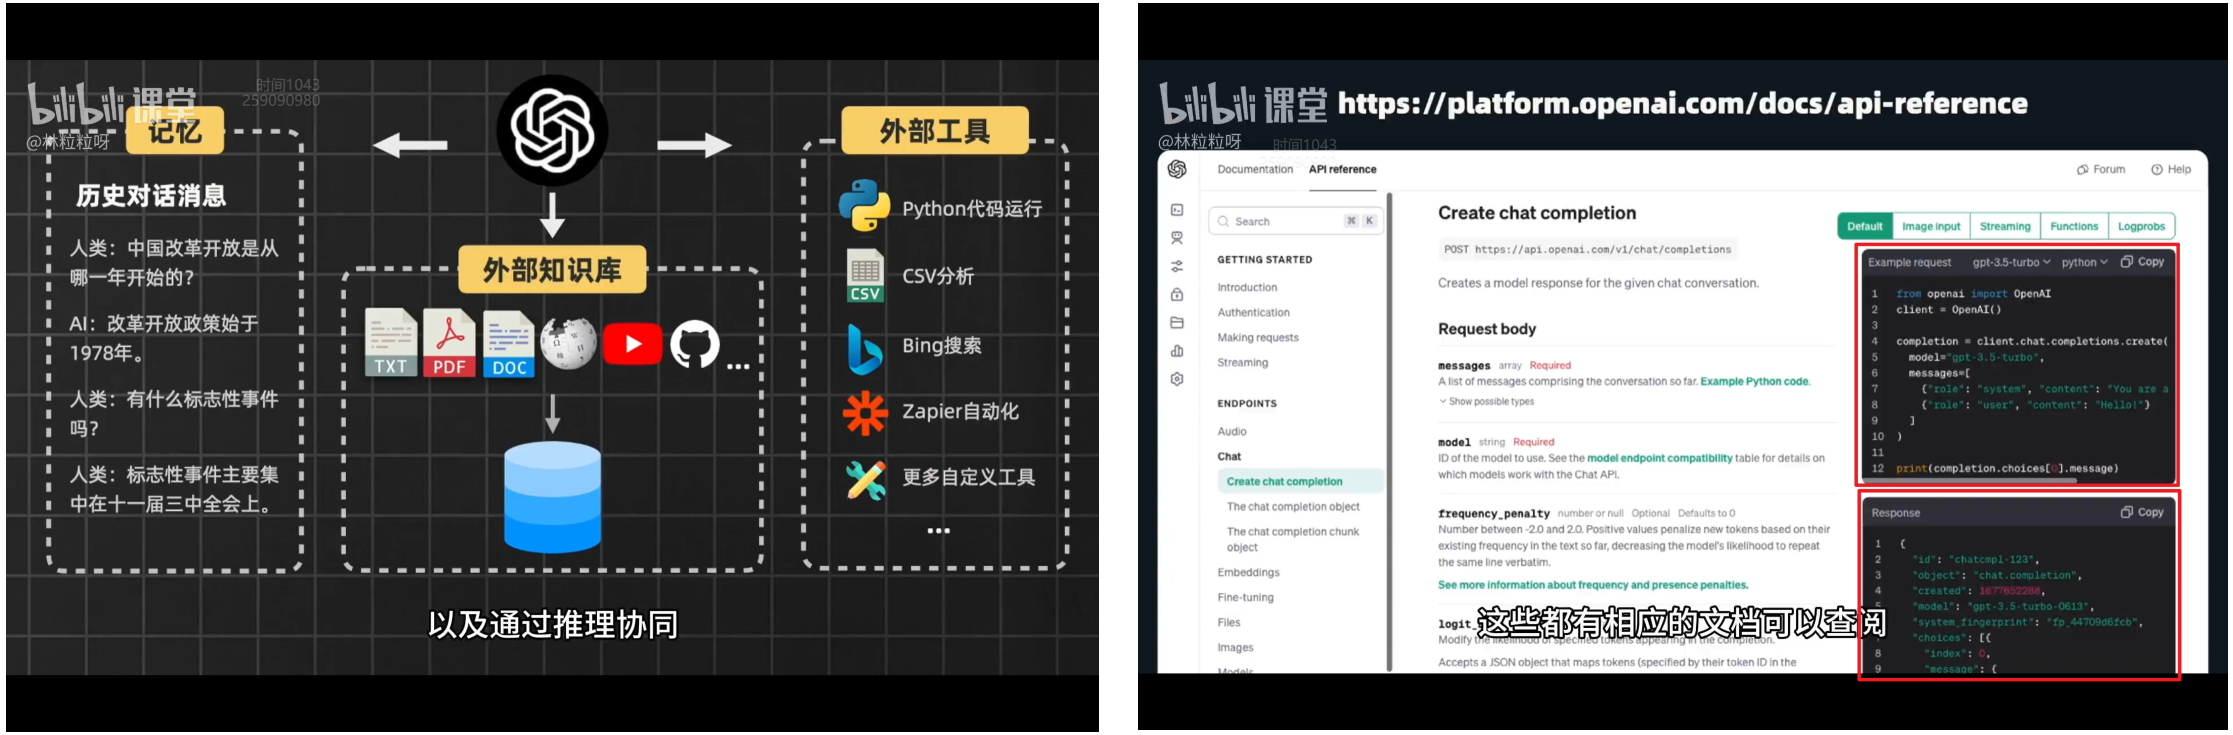 bilibili 课堂
时间1043
259090980
@林粒粒呀
记忆
历史对话消息
人类：中国改革开放是从
哪一年开始的?
AI：改革开放政策始于
1978年。
人类：有什么标志性事件
吗?
人类：标志性事件主要集
中在十一届三中全会上。
外部知识库
TXT
PDF
DOC
...
外部工具
Python代码运行
CSV
CSV分析
Bing搜索
Zapier自动化
更多自定义工具
...
以及通过推理协同
bilibili 课堂
https://platform.openai.com/docs/api-reference
@林粒粒呀
时间1043
Documentation
API reference
Forum
Help
Search
⌘ K
GETTING STARTED
Introduction
Authentication
Making requests
Streaming
ENDPOINTS
Audio
Chat
Create chat completion
The chat completion object
The chat completion chunk
object
Embeddings
Fine-tuning
Files
Images
Models
Create chat completion
POST https://api.openai.com/v1/chat/completions
Creates a model response for the given chat conversation.
Request body
messages array Required
A list of messages comprising the conversation so far. Example Python code.
Show possible types
model string Required
ID of the model to use. See the model endpoint compatibility table for details on
which models work with the Chat API.
frequency_penalty number or null Optional Defaults to 0
Number between -2.0 and 2.0. Positive values penalize new tokens based on their
existing frequency in the text so far, decreasing the model's likelihood to repeat
the same line verbatim.
See more information about frequency and presence penalties.
logit_
Modify the likelihood of specified tokens appearing in the completion.
Accepts a JSON object that maps tokens (specified by their token ID in the
Default
Image input
Streaming
Functions
Logprobs
Example request
gpt-3.5-turbo
python
Copy
1 from openai import OpenAI
2 client = OpenAI()
3
4 completion = client.chat.completions.create(
5 model="gpt-3.5-turbo",
6 messages=[
7 {"role": "system", "content": "You are a
8 {"role": "user", "content": "Hello!"}
9 ]
10 )
11
12 print(completion.choices[0].message)
Response
Copy
1 {
2 "id": "chatcmpl-123",
3 "object": "chat.completion",
4 "created": 1677652288,
5 "model": "gpt-3.5-turbo-0613",
6 "system_fingerprint": "fp_44709d6fcb",
7 "choices": [{
8 "index": 0,
9 "message": {
这些都有相应的文档可以查阅